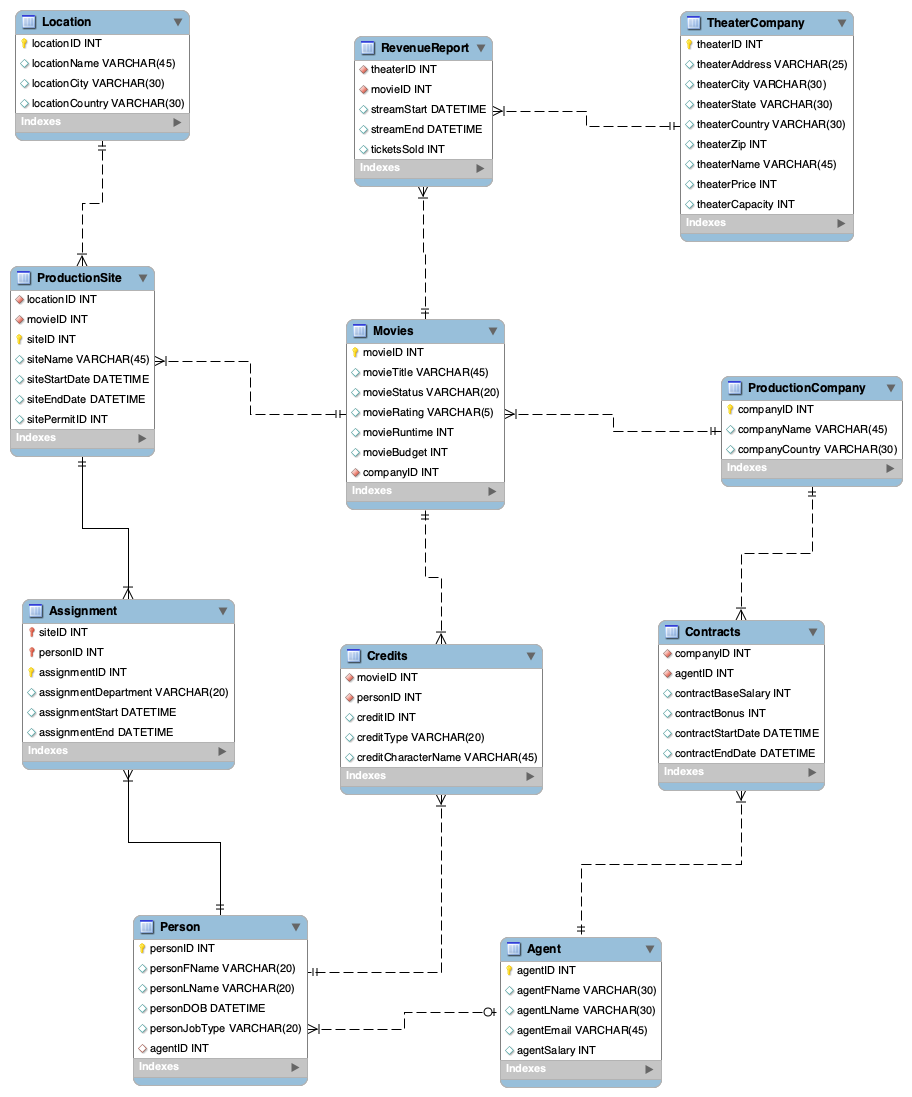 Location
locationID INT
locationName VARCHAR(45)
locationCity VARCHAR(30)
locationCountry VARCHAR(30)
Indexes
RevenueReport
theaterID INT
movieID INT
streamStart DATETIME
streamEnd DATETIME
ticketsSold INT
Indexes
TheaterCompany
theaterID INT
theaterAddress VARCHAR(25)
theaterCity VARCHAR(30)
theaterState VARCHAR(30)
theaterCountry VARCHAR(30)
theaterZip INT
theaterName VARCHAR(45)
theaterPrice INT
theaterCapacity INT
Indexes
ProductionSite
locationID INT
movieID INT
siteID INT
siteName VARCHAR(45)
siteStartDate DATETIME
siteEndDate DATETIME
sitePermitID INT
Indexes
Movies
movieID INT
movieTitle VARCHAR(45)
movieStatus VARCHAR(20)
movieRating VARCHAR(5)
movieRuntime INT
movieBudget INT
companyID INT
Indexes
ProductionCompany
companyID INT
companyName VARCHAR(45)
companyCountry VARCHAR(30)
Indexes
Assignment
siteID INT
personID INT
assignmentID INT
assignmentDepartment VARCHAR(20)
assignmentStart DATETIME
assignmentEnd DATETIME
Indexes
Credits
movieID INT
personID INT
creditID INT
creditType VARCHAR(20)
creditCharacterName VARCHAR(45)
Indexes
Contracts
companyID INT
agentID INT
contractBaseSalary INT
contractBonus INT
contractStartDate DATETIME
contractEndDate DATETIME
Indexes
Person
personID INT
personFName VARCHAR(20)
personLName VARCHAR(20)
personDOB DATETIME
personJobType VARCHAR(20)
agentID INT
Indexes
Agent
agentID INT
agentFName VARCHAR(30)
agentLName VARCHAR(30)
agentEmail VARCHAR(45)
agentSalary INT
Indexes